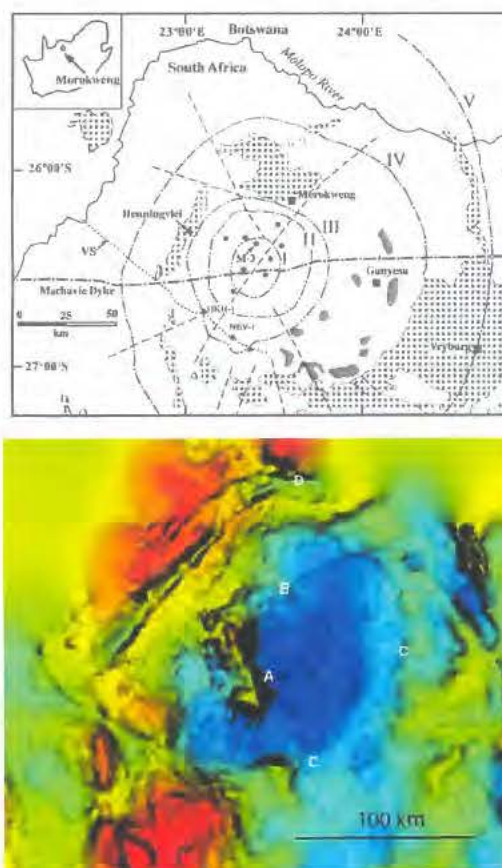 23°00'E Botswana 24°00'E
Morokweng
South Africa
Molopo River
V
IV
26°00'S
Morokweng
Heuningvlei
III
II
M-3 I
VS
Ganyesa
Machavie Dyke
0 25 50
km
Vryburg
27°00'S
D
B
C
A
C
100 km